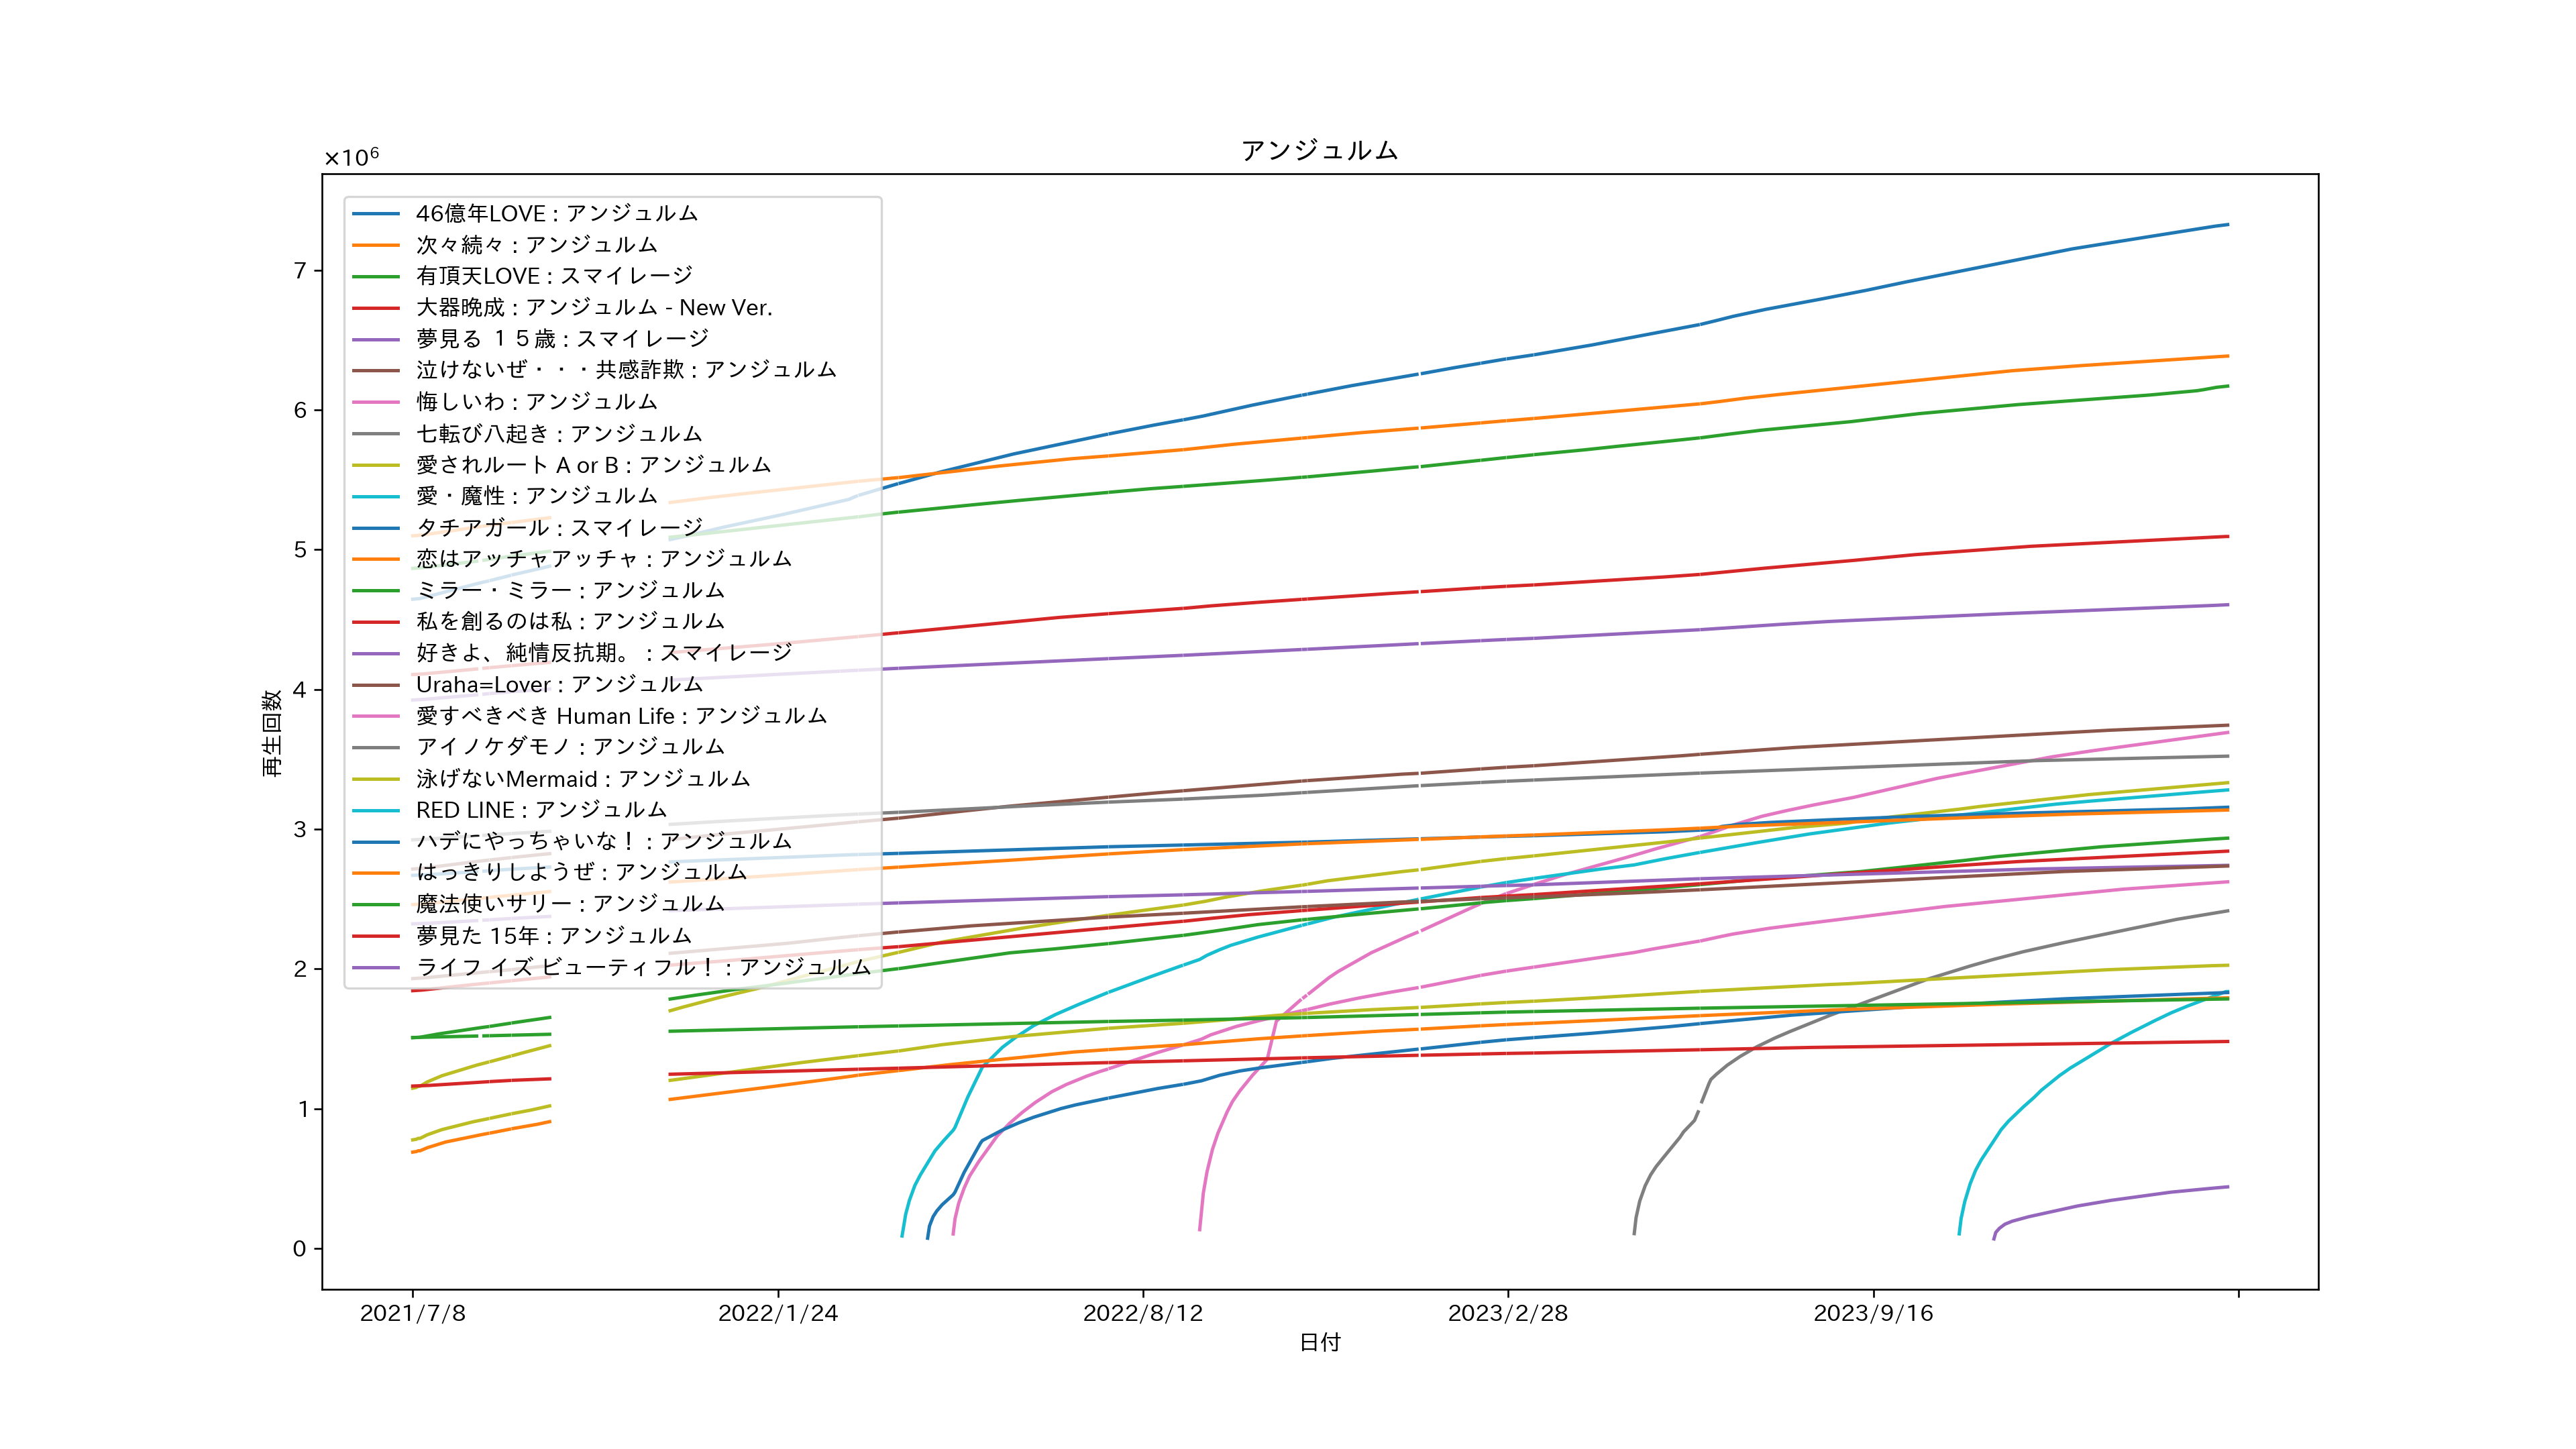 アンジュルム
×10⁶
46億年LOVE : アンジュルム
次々続々 : アンジュルム
有頂天LOVE : スマイレージ
大器晩成 : アンジュルム - New Ver.
夢見る １５歳 : スマイレージ
泣けないぜ・・・共感詐欺 : アンジュルム
悔しいわ : アンジュルム
七転び八起き : アンジュルム
愛されルート A or B : アンジュルム
愛・魔性 : アンジュルム
タチアガール : スマイレージ
恋はアッチャアッチャ : アンジュルム
ミラー・ミラー : アンジュルム
私を創るのは私 : アンジュルム
好きよ、純情反抗期。 : スマイレージ
Uraha=Lover : アンジュルム
愛すべきべき Human Life : アンジュルム
アイノケダモノ : アンジュルム
泳げないMermaid : アンジュルム
RED LINE : アンジュルム
ハデにやっちゃいな！ : アンジュルム
はっきりしようぜ : アンジュルム
魔法使いサリー : アンジュルム
夢見た 15年 : アンジュルム
ライフ イズ ビューティフル！ : アンジュルム
7
6
5
4
3
2
1
0
再生回数
2021/7/8
2022/1/24
2022/8/12
2023/2/28
2023/9/16
日付